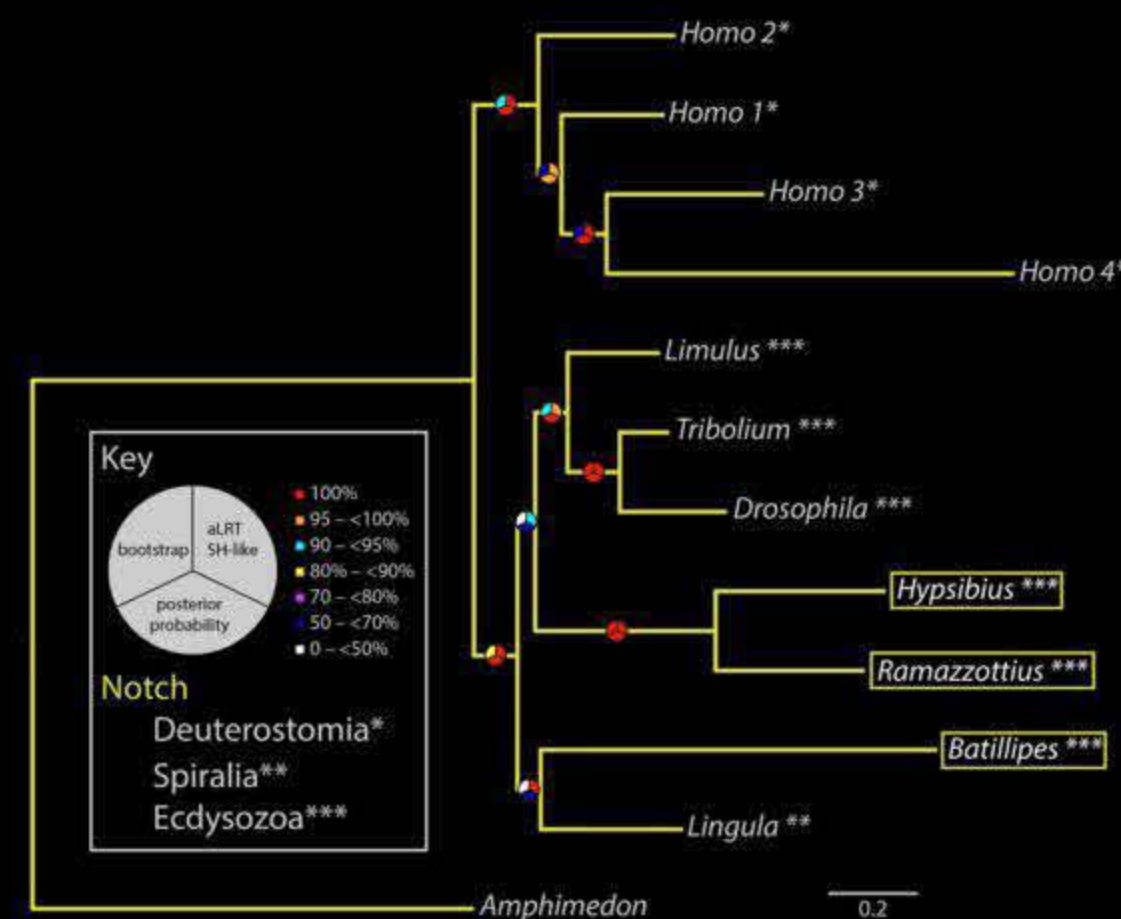 Homo 2*
Homo 1*
Homo 3*
Homo 4*
Limulus ***
Tribolium ***
Drosophila ***
Hypsibius ***
Ramazzottius ***
Batillipes ***
Lingula **
Amphimedon
0.2
Key
bootstrap
aLRT
SH-like
posterior
probability
100%
95 – <100%
90 – <95%
80% – <90%
70 – <80%
50 – <70%
0 – <50%
Notch
Deuterostomia*
Spiralia**
Ecdysozoa***